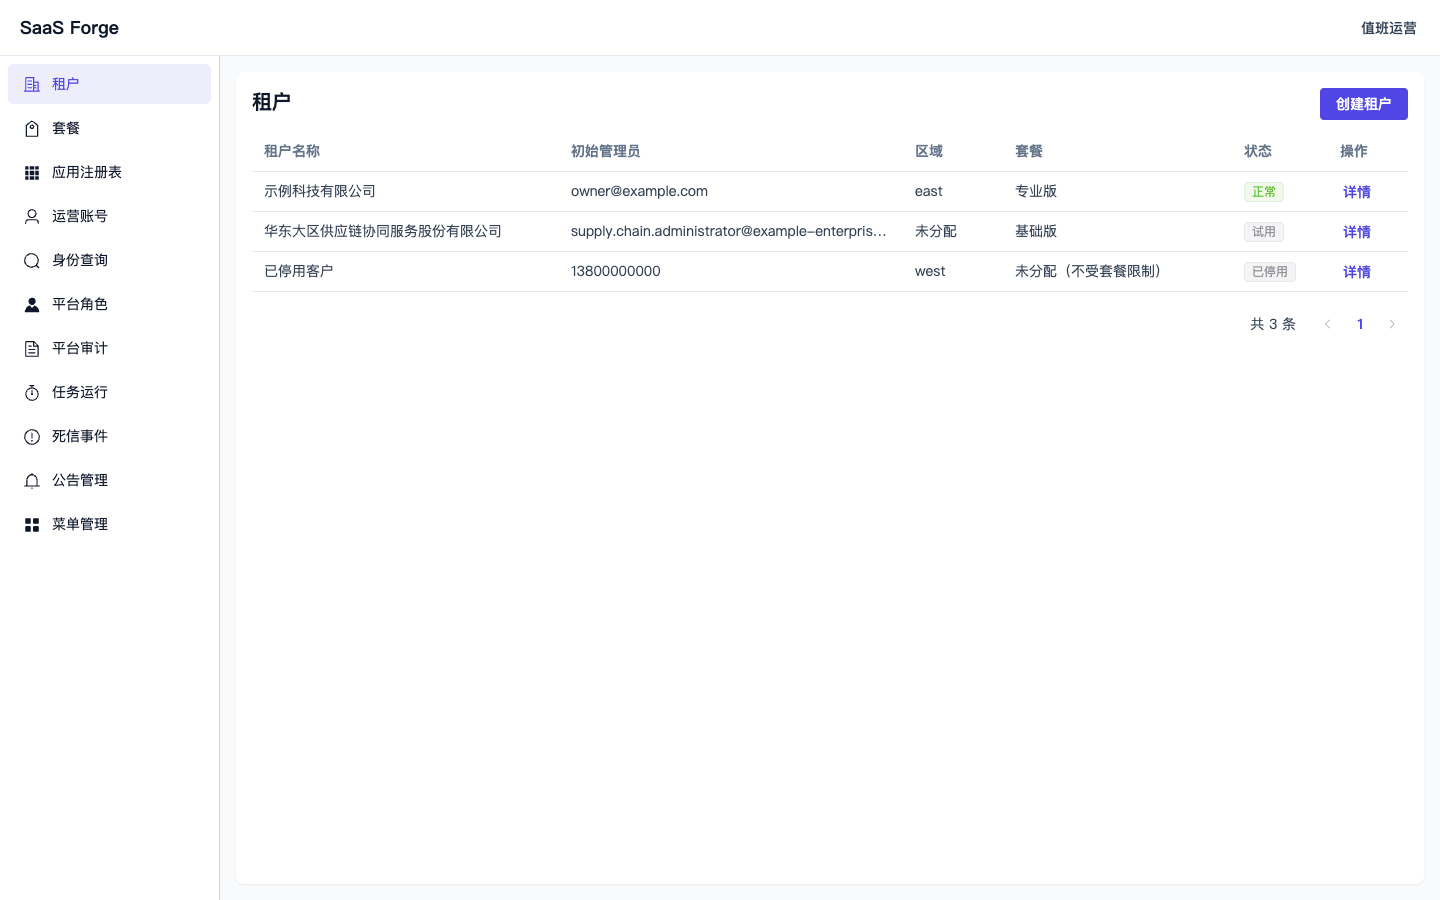 SaaS Forge
值班运营
租户
套餐
应用注册表
运营账号
身份查询
平台角色
平台审计
任务运行
死信事件
公告管理
菜单管理
租户
创建租户
租户名称 初始管理员 区域 套餐 状态 操作
示例科技有限公司 owner@example.com east 专业版 正常 详情
华东大区供应链协同服务股份有限公司 supply.chain.administrator@example-enterpris... 未分配 基础版 试用 详情
已停用客户 13800000000 west 未分配（不受套餐限制） 已停用 详情
共 3 条 1